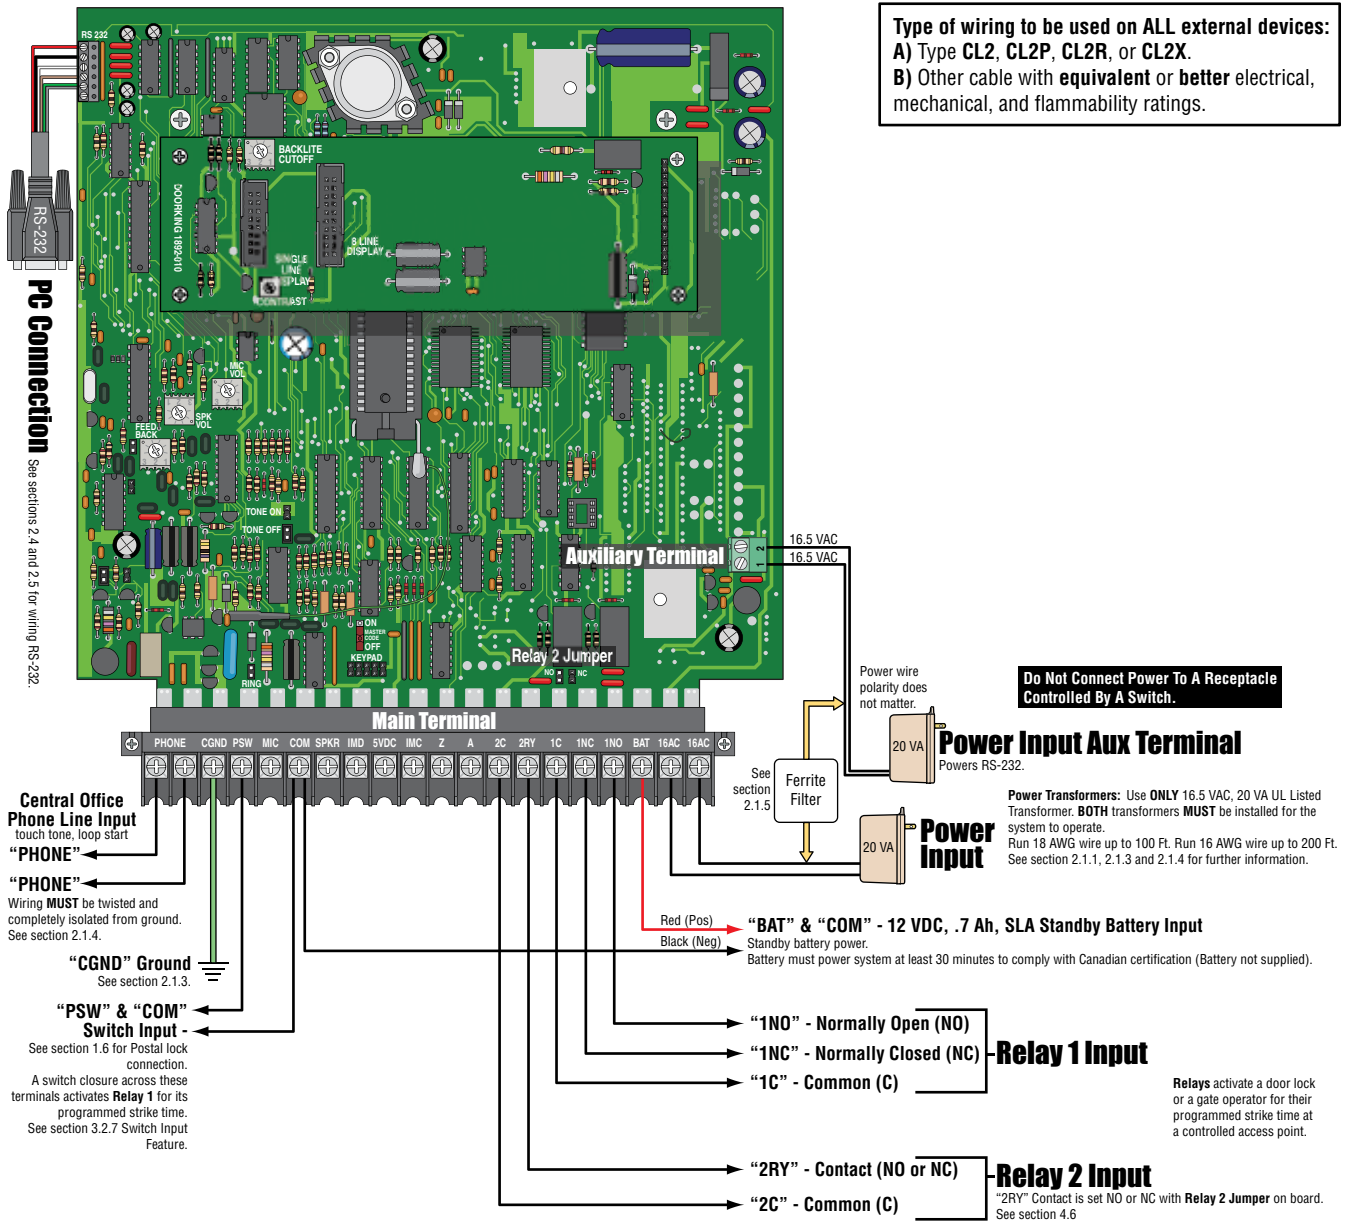 Type of wiring to be used on ALL external devices:
A) Type CL2, CL2P, CL2R, or CL2X.
B) Other cable with equivalent or better electrical,
mechanical, and flammability ratings.
RS 232
BACKLITE
CUTOFF
DOORKING 1892-010
8 LINE
DISPLAY
SINGLE
LINE
CONTRAST
RS-232
PC Connection
See sections 2.4 and 2.5 for wiring RS-232.
MIC
VOL
SPK
VOL
FEED
BACK
TONE ON
TONE OFF
Auxiliary Terminal
2
1
16.5 VAC
16.5 VAC
ON
MASTER
CODE
OFF
KEYPAD
RING
Relay 2 Jumper
NO
NC
Main Terminal
PHONE CGND PSW MIC COM SPKR IMD 5VDC IMC Z A 2C 2RY 1C 1NC 1NO BAT 16AC 16AC
Power wire
polarity does
not matter.
Do Not Connect Power To A Receptacle
Controlled By A Switch.
20 VA
Power Input Aux Terminal
Powers RS-232.
See
section
2.1.5
Ferrite
Filter
20 VA
Power
Input
Power Transformers: Use ONLY 16.5 VAC, 20 VA UL Listed
Transformer. BOTH transformers MUST be installed for the
system to operate.
Run 18 AWG wire up to 100 Ft. Run 16 AWG wire up to 200 Ft.
See section 2.1.1, 2.1.3 and 2.1.4 for further information.
Central Office
Phone Line Input
touch tone, loop start
“PHONE”
“PHONE”
Wiring MUST be twisted and
completely isolated from ground.
See section 2.1.4.
“CGND” Ground
See section 2.1.3.
“PSW” & “COM”
Switch Input -
See section 1.6 for Postal lock
connection.
A switch closure across these
terminals activates Relay 1 for its
programmed strike time.
See section 3.2.7 Switch Input
Feature.
Red (Pos)
Black (Neg)
“BAT” & “COM” - 12 VDC, .7 Ah, SLA Standby Battery Input
Standby battery power.
Battery must power system at least 30 minutes to comply with Canadian certification (Battery not supplied).
“1NO” - Normally Open (NO)
“1NC” - Normally Closed (NC)
“1C” - Common (C)
Relay 1 Input
Relays activate a door lock
or a gate operator for their
programmed strike time at
a controlled access point.
“2RY” - Contact (NO or NC)
“2C” - Common (C)
Relay 2 Input
“2RY” Contact is set NO or NC with Relay 2 Jumper on board.
See section 4.6